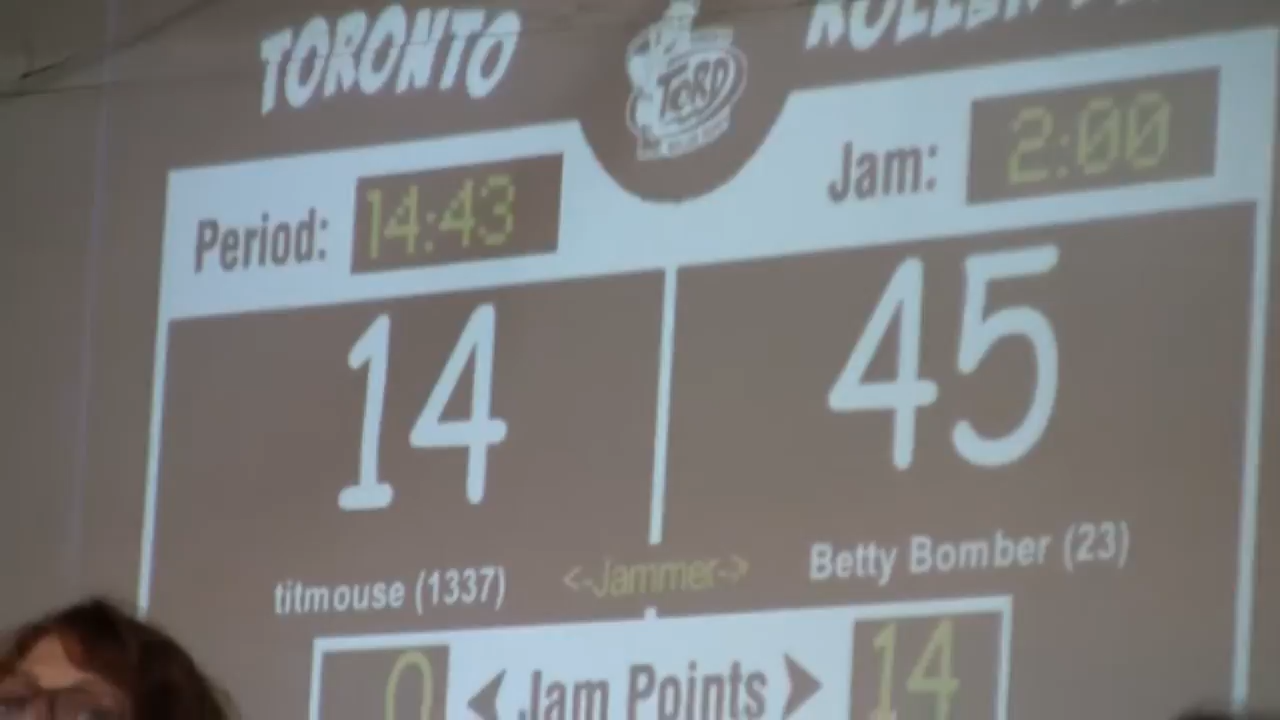 TORONTO
TORD
ROLLER
Period: 14:43
Jam: 2:00
14
45
titmouse (1337)
<-Jammer->
Betty Bomber (23)
0
Jam Points
14